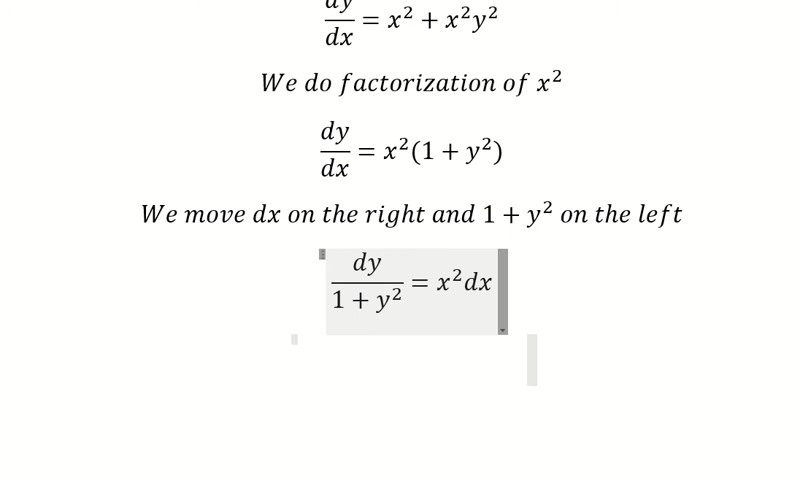 dy/dx = x² + x²y²
We do factorization of x²
dy/dx = x²(1 + y²)
We move dx on the right and 1 + y² on the left
dy/(1 + y²) = x²dx